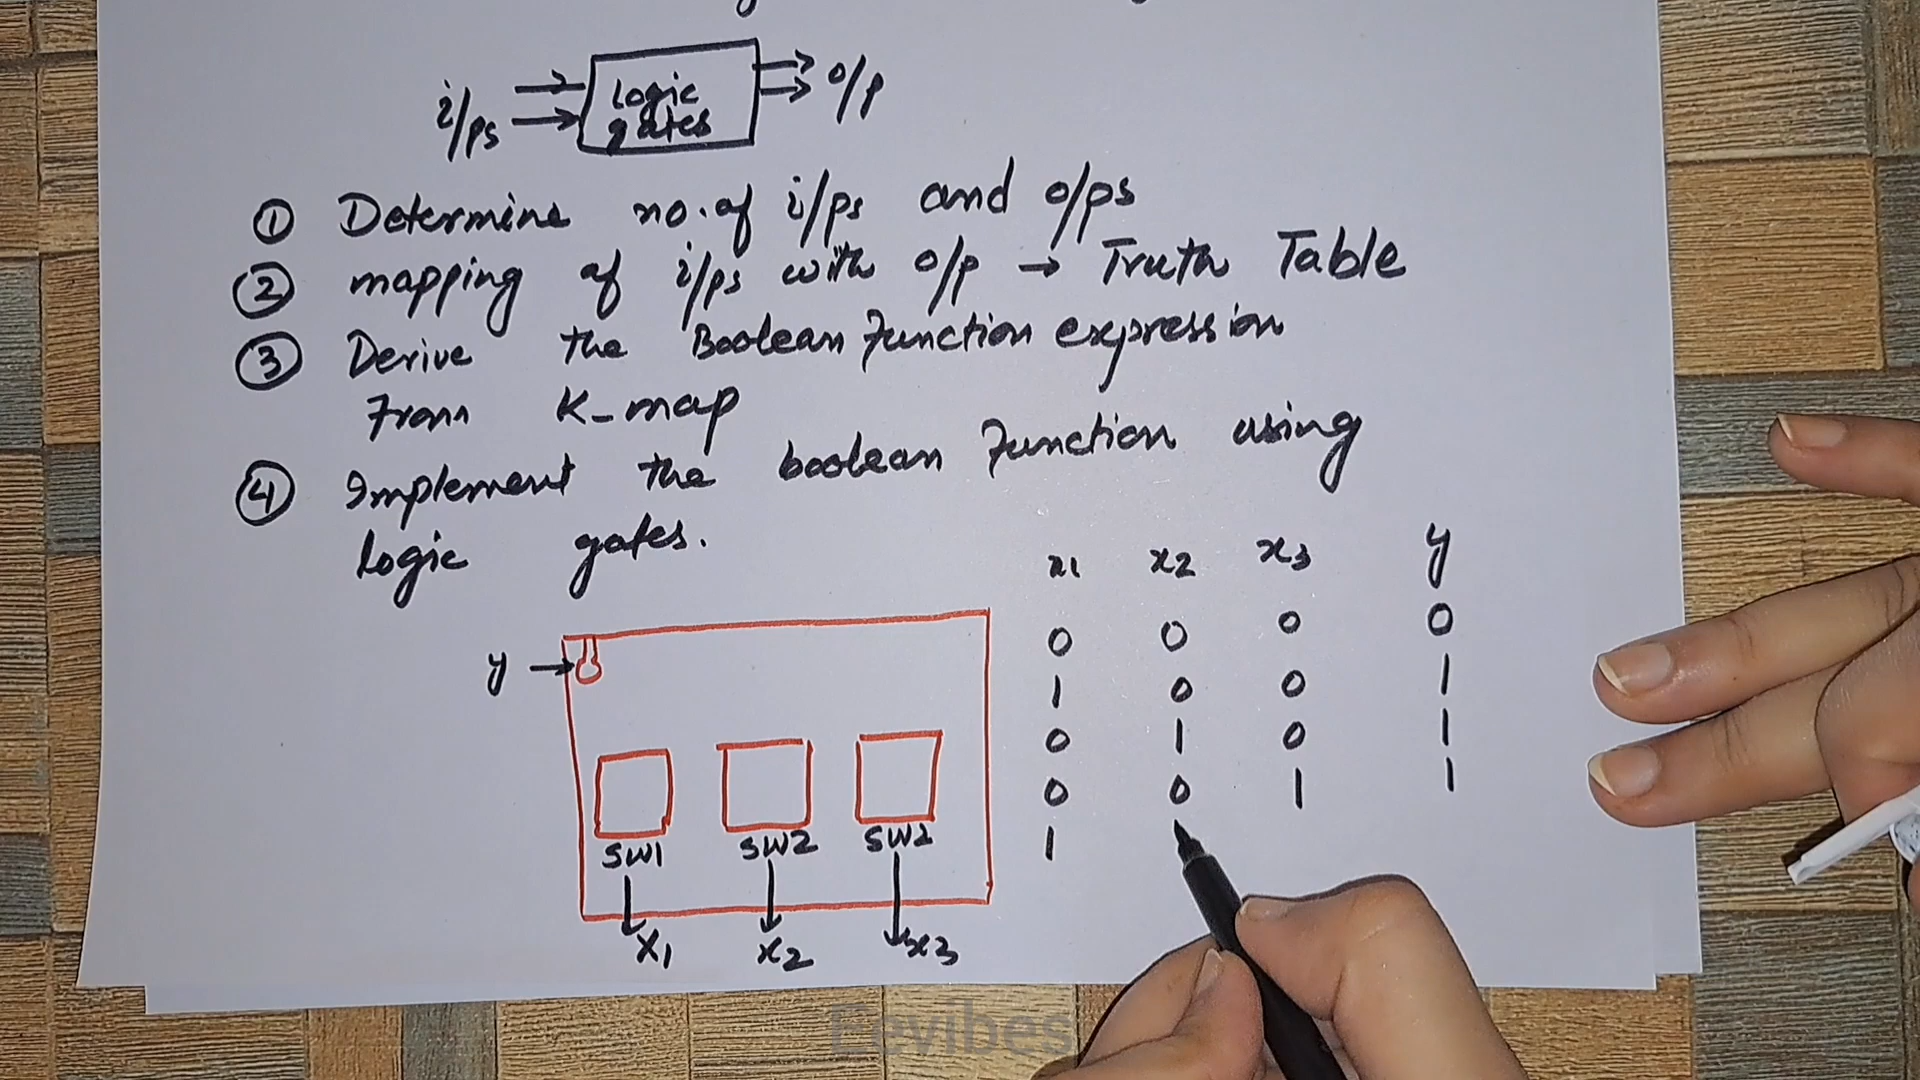 i/ps
logic
gates
o/p
① Determine no. of i/ps and o/ps
② mapping of i/ps with o/p → Truth Table
③ Derive the Boolean Function expression
From K-map
④ Implement the boolean Function using
logic gates.
x1 x2 x3 y
0 0 0 0
1 0 0 1
0 1 0 1
0 0 1 1
1
y →
SW1 SW2 SW2
X1 x2 x3
Fevibes